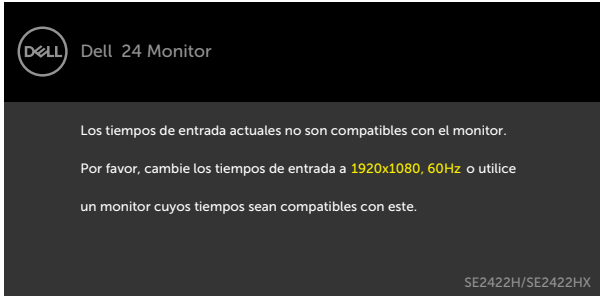 DELL
Dell 24 Monitor
Los tiempos de entrada actuales no son compatibles con el monitor.
Por favor, cambie los tiempos de entrada a 1920x1080, 60Hz o utilice
un monitor cuyos tiempos sean compatibles con este.
SE2422H/SE2422HX